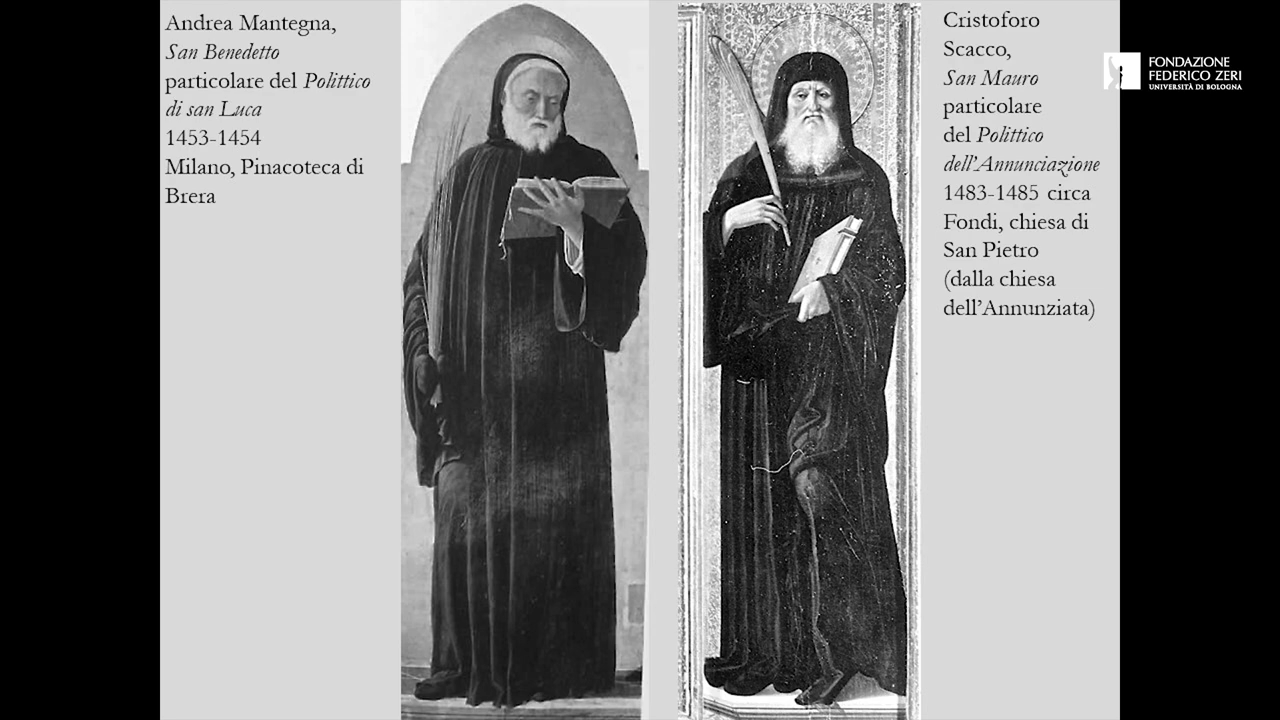 Andrea Mantegna,
San Benedetto
particolare del Polittico
di san Luca
1453-1454
Milano, Pinacoteca di
Brera
Cristoforo
Scacco,
San Mauro
particolare
del Polittico
dell'Annunciazione
1483-1485 circa
Fondi, chiesa di
San Pietro
(dalla chiesa
dell'Annunziata)
FONDAZIONE
FEDERICO ZERI
UNIVERSITÀ DI BOLOGNA